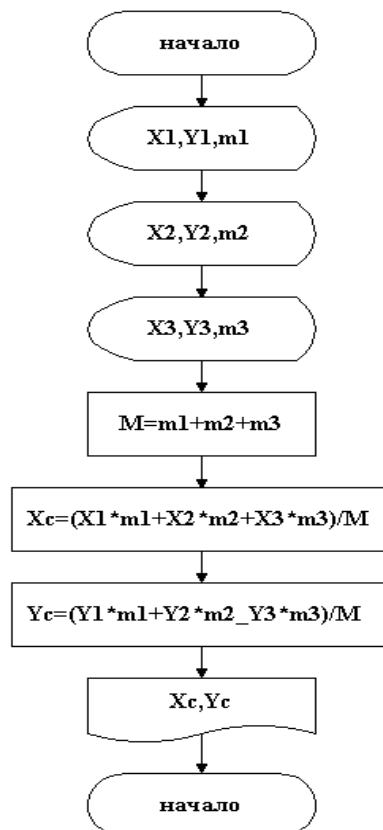 начало
X1,Y1,m1
X2,Y2,m2
X3,Y3,m3
M=m1+m2+m3
Xc=(X1*m1+X2*m2+X3*m3)/M
Yc=(Y1*m1+Y2*m2_Y3*m3)/M
Xc,Yc
начало